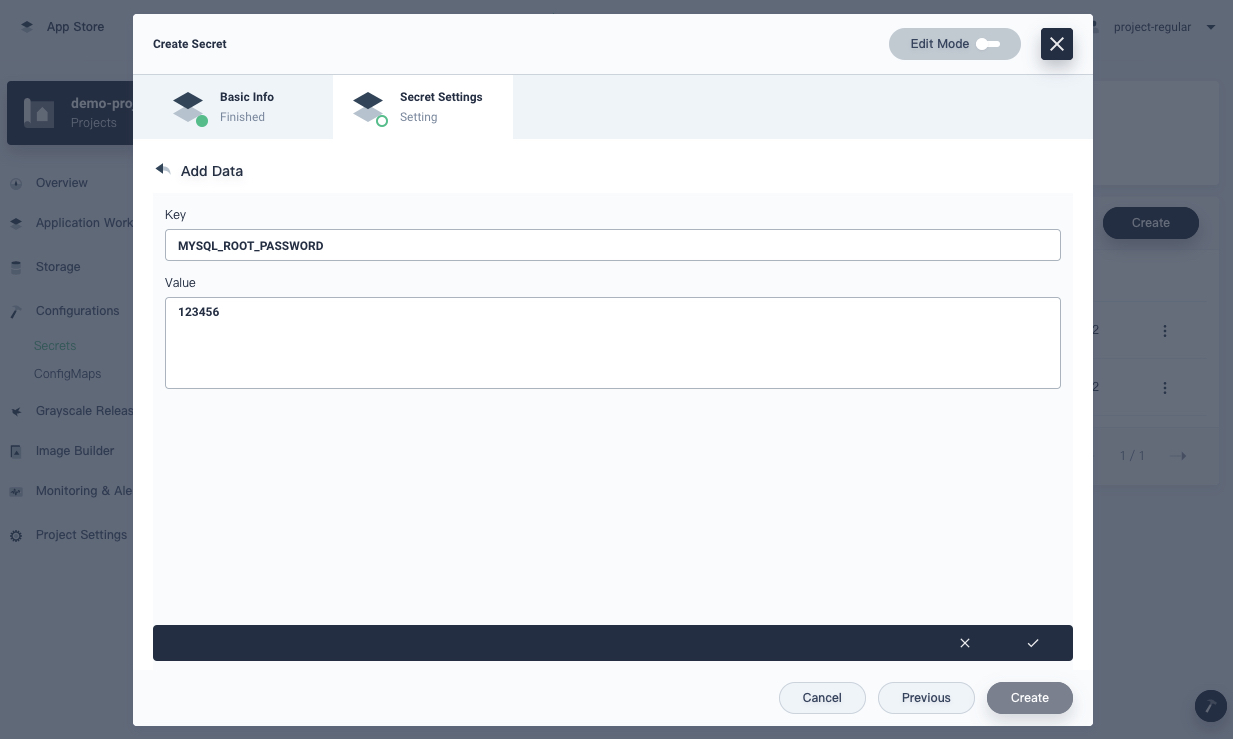 App Store
project-regular
Create Secret
Edit Mode
Basic Info
Finished
Secret Settings
Setting
demo-proj
Projects
Add Data
Overview
Key
Application Work
Create
MYSQL_ROOT_PASSWORD
Storage
Value
Configurations
123456
2
Secrets
ConfigMaps
2
Grayscale Releas
Image Builder
1 / 1
Monitoring & Ale
Project Settings
Cancel
Previous
Create